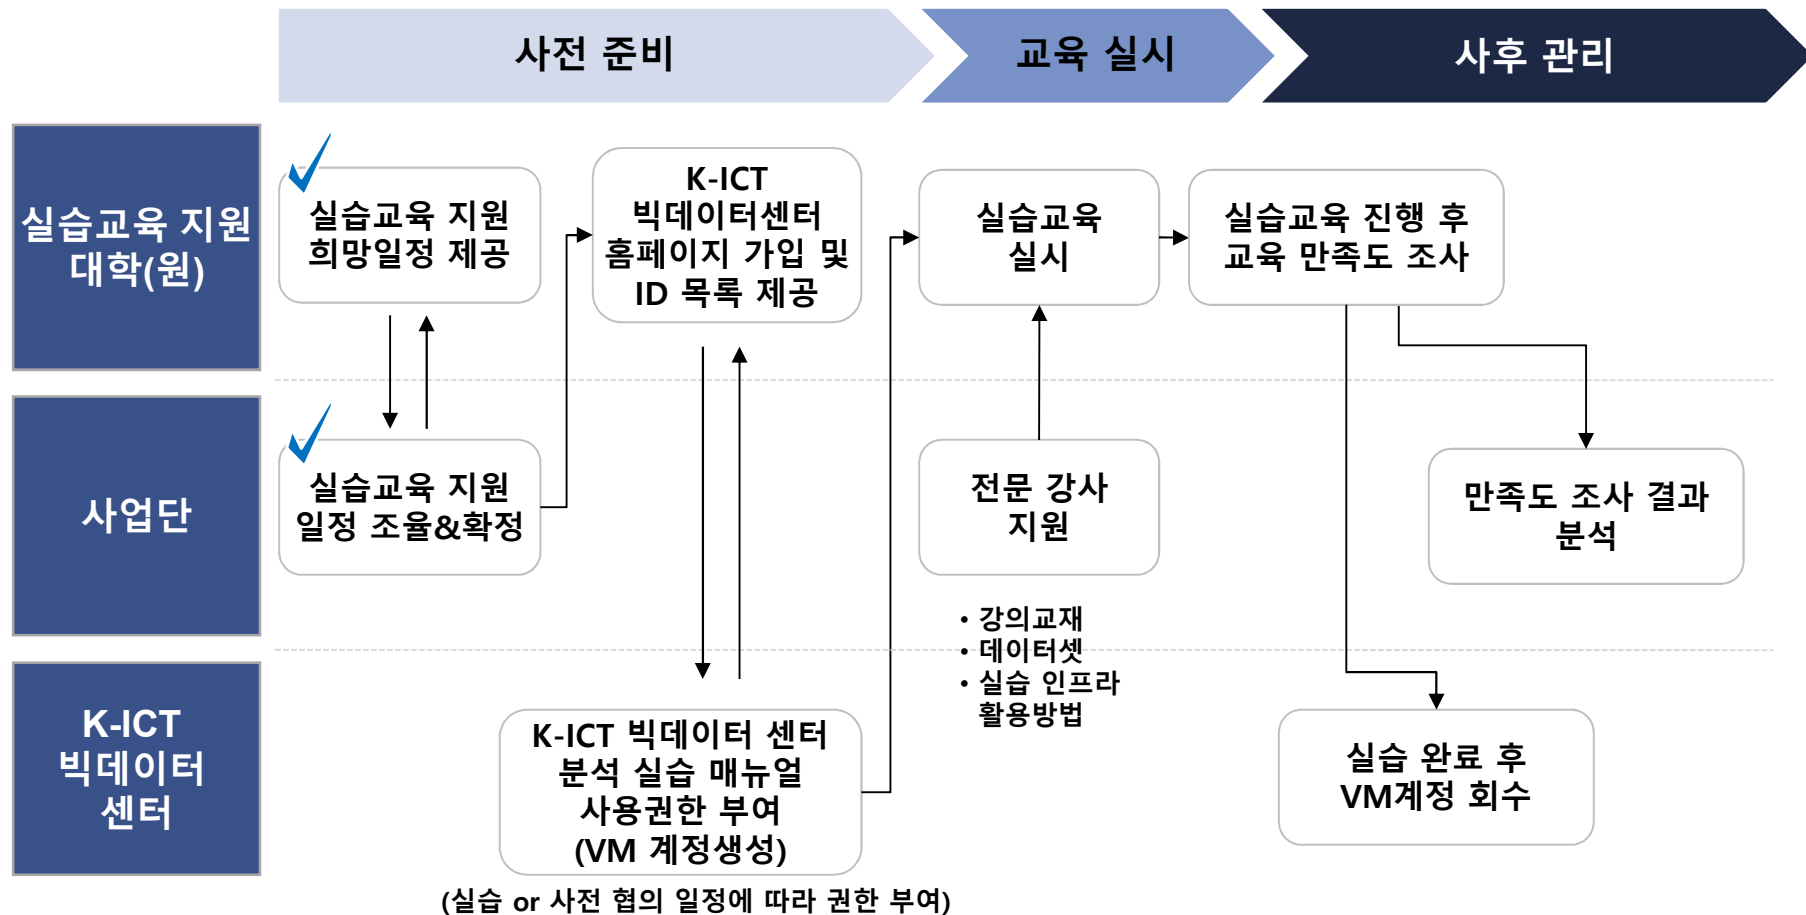 사전 준비
교육 실시
사후 관리
실습교육 지원
대학(원)
실습교육 지원
희망일정 제공
K-ICT
빅데이터센터
홈페이지 가입 및
ID 목록 제공
실습교육
실시
실습교육 진행 후
교육 만족도 조사
사업단
실습교육 지원
일정 조율&확정
전문 강사
지원
• 강의교재
• 데이터셋
• 실습 인프라
활용방법
만족도 조사 결과
분석
K-ICT
빅데이터
센터
K-ICT 빅데이터 센터
분석 실습 매뉴얼
사용권한 부여
(VM 계정생성)
(실습 or 사전 협의 일정에 따라 권한 부여)
실습 완료 후
VM계정 회수